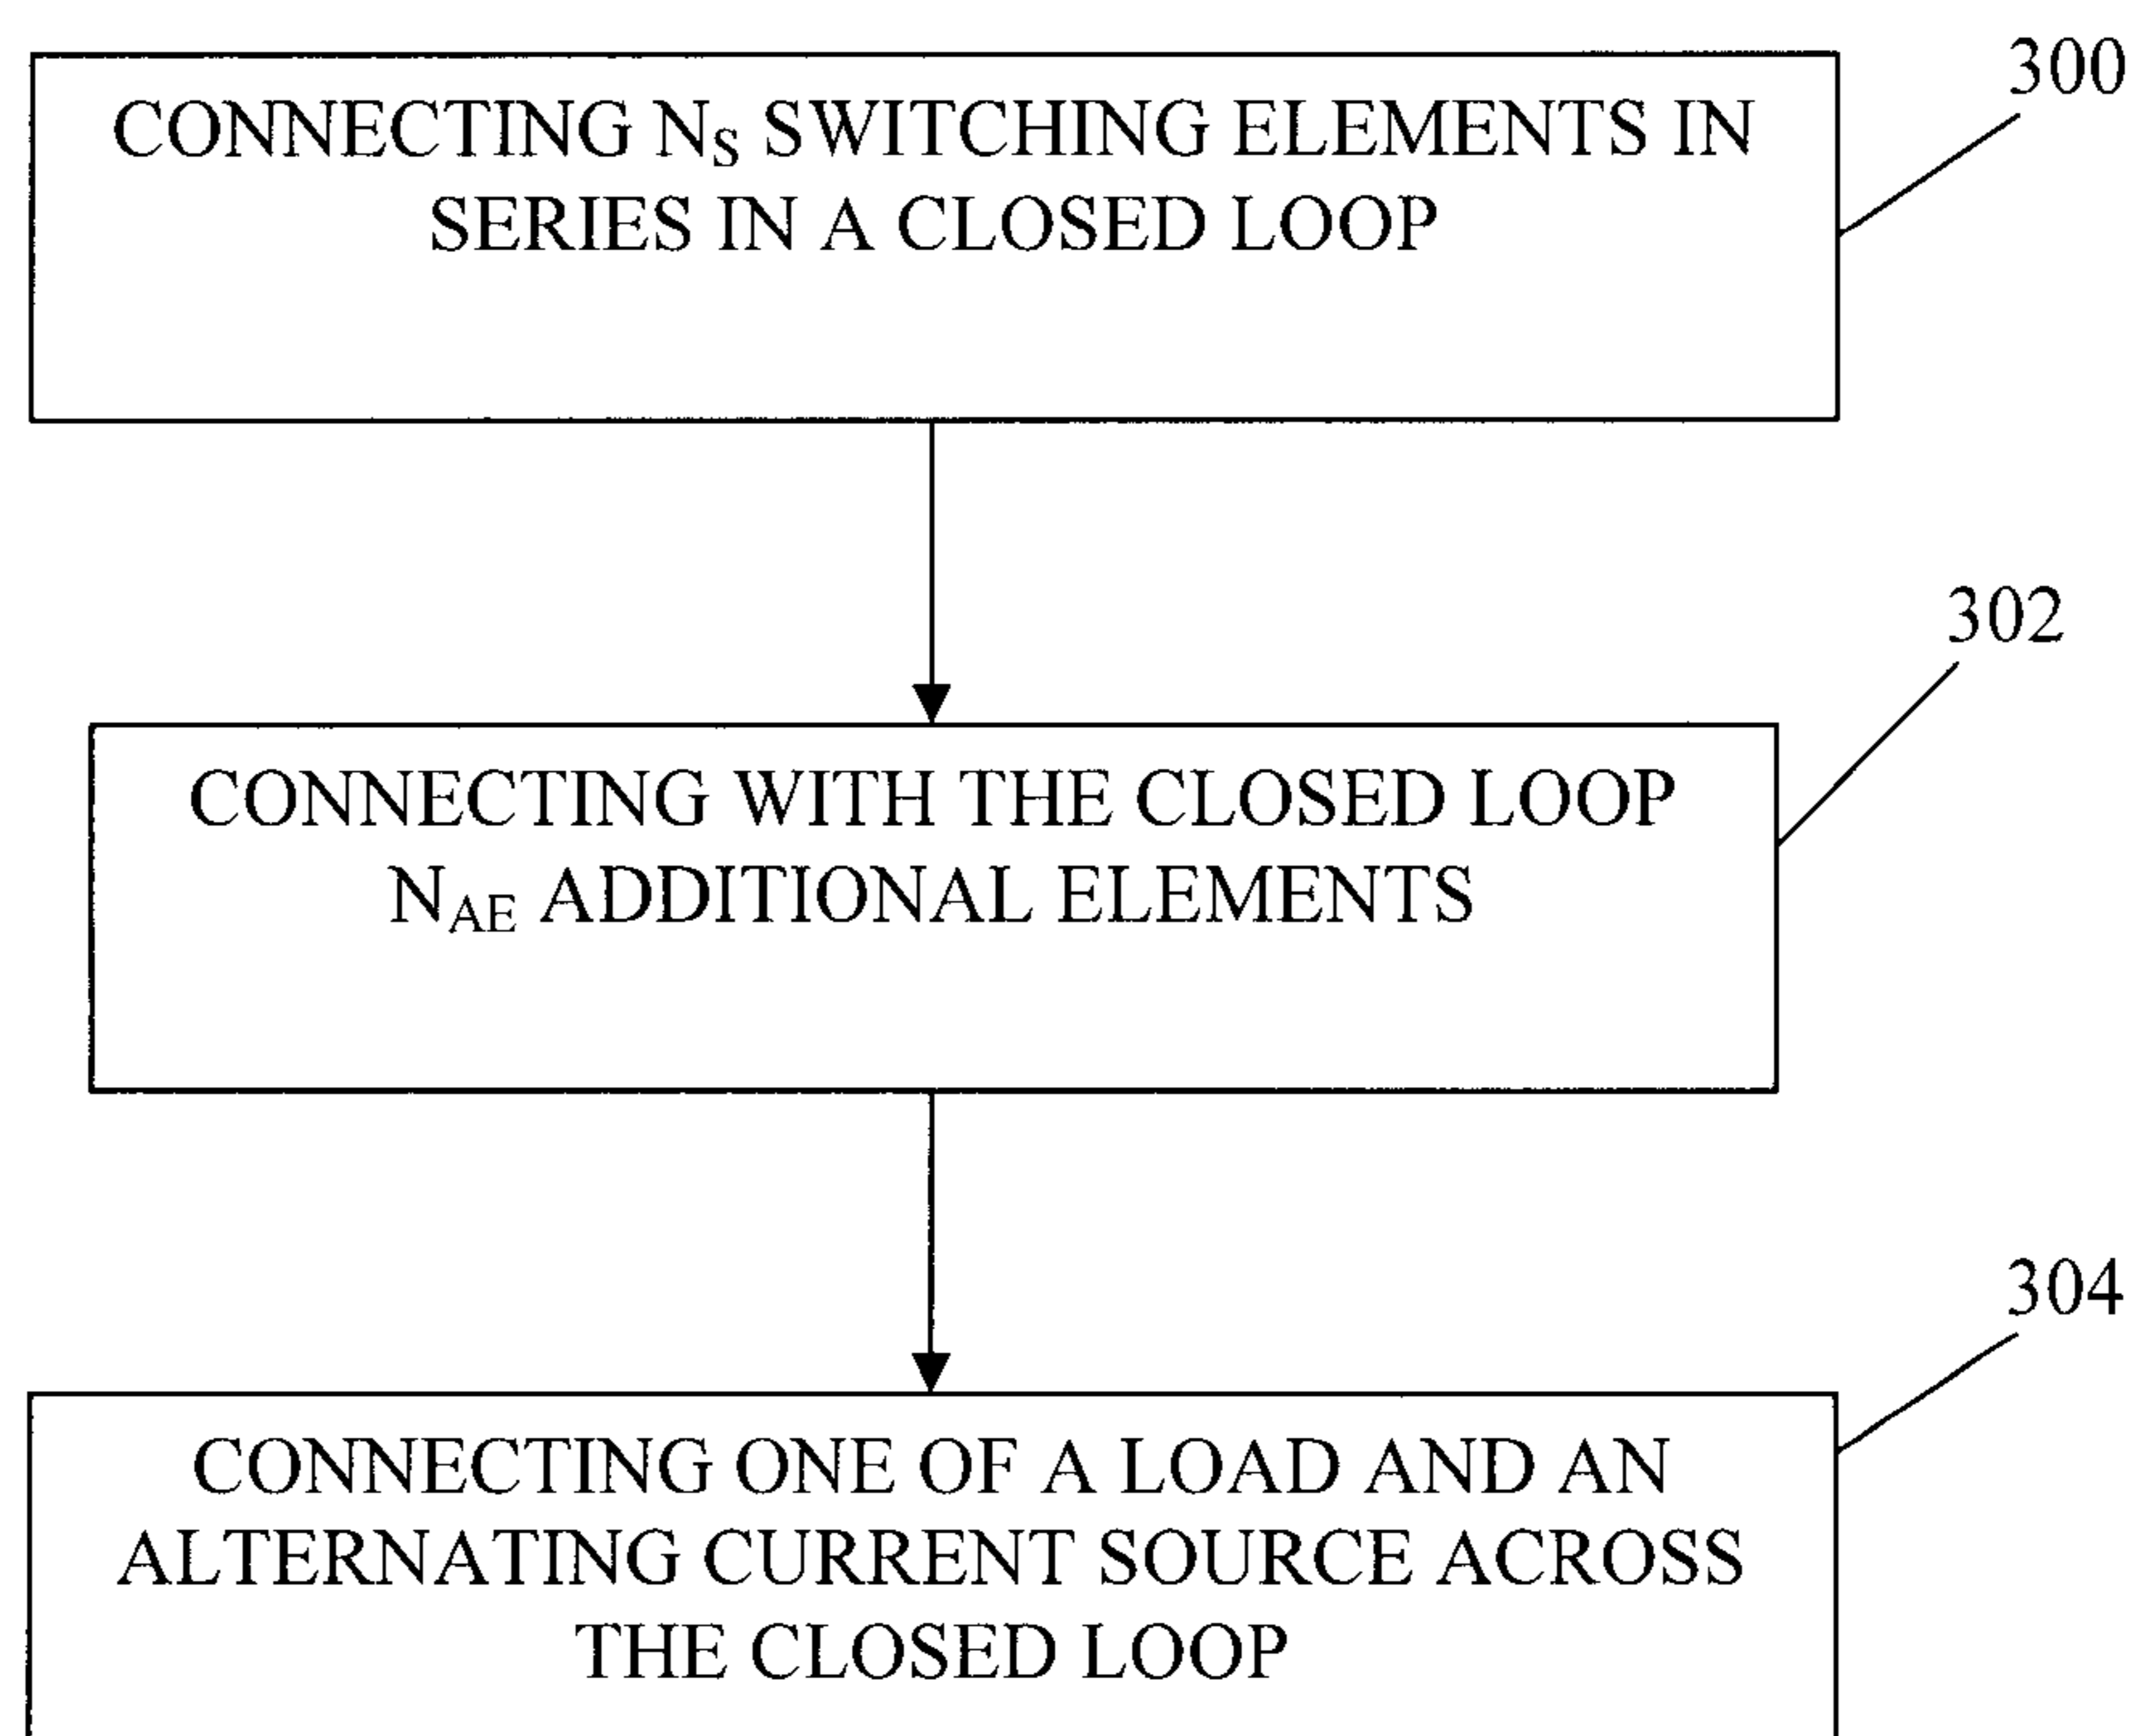 300
CONNECTING NS SWITCHING ELEMENTS IN
SERIES IN A CLOSED LOOP
302
CONNECTING WITH THE CLOSED LOOP
NAE ADDITIONAL ELEMENTS
304
CONNECTING ONE OF A LOAD AND AN
ALTERNATING CURRENT SOURCE ACROSS
THE CLOSED LOOP